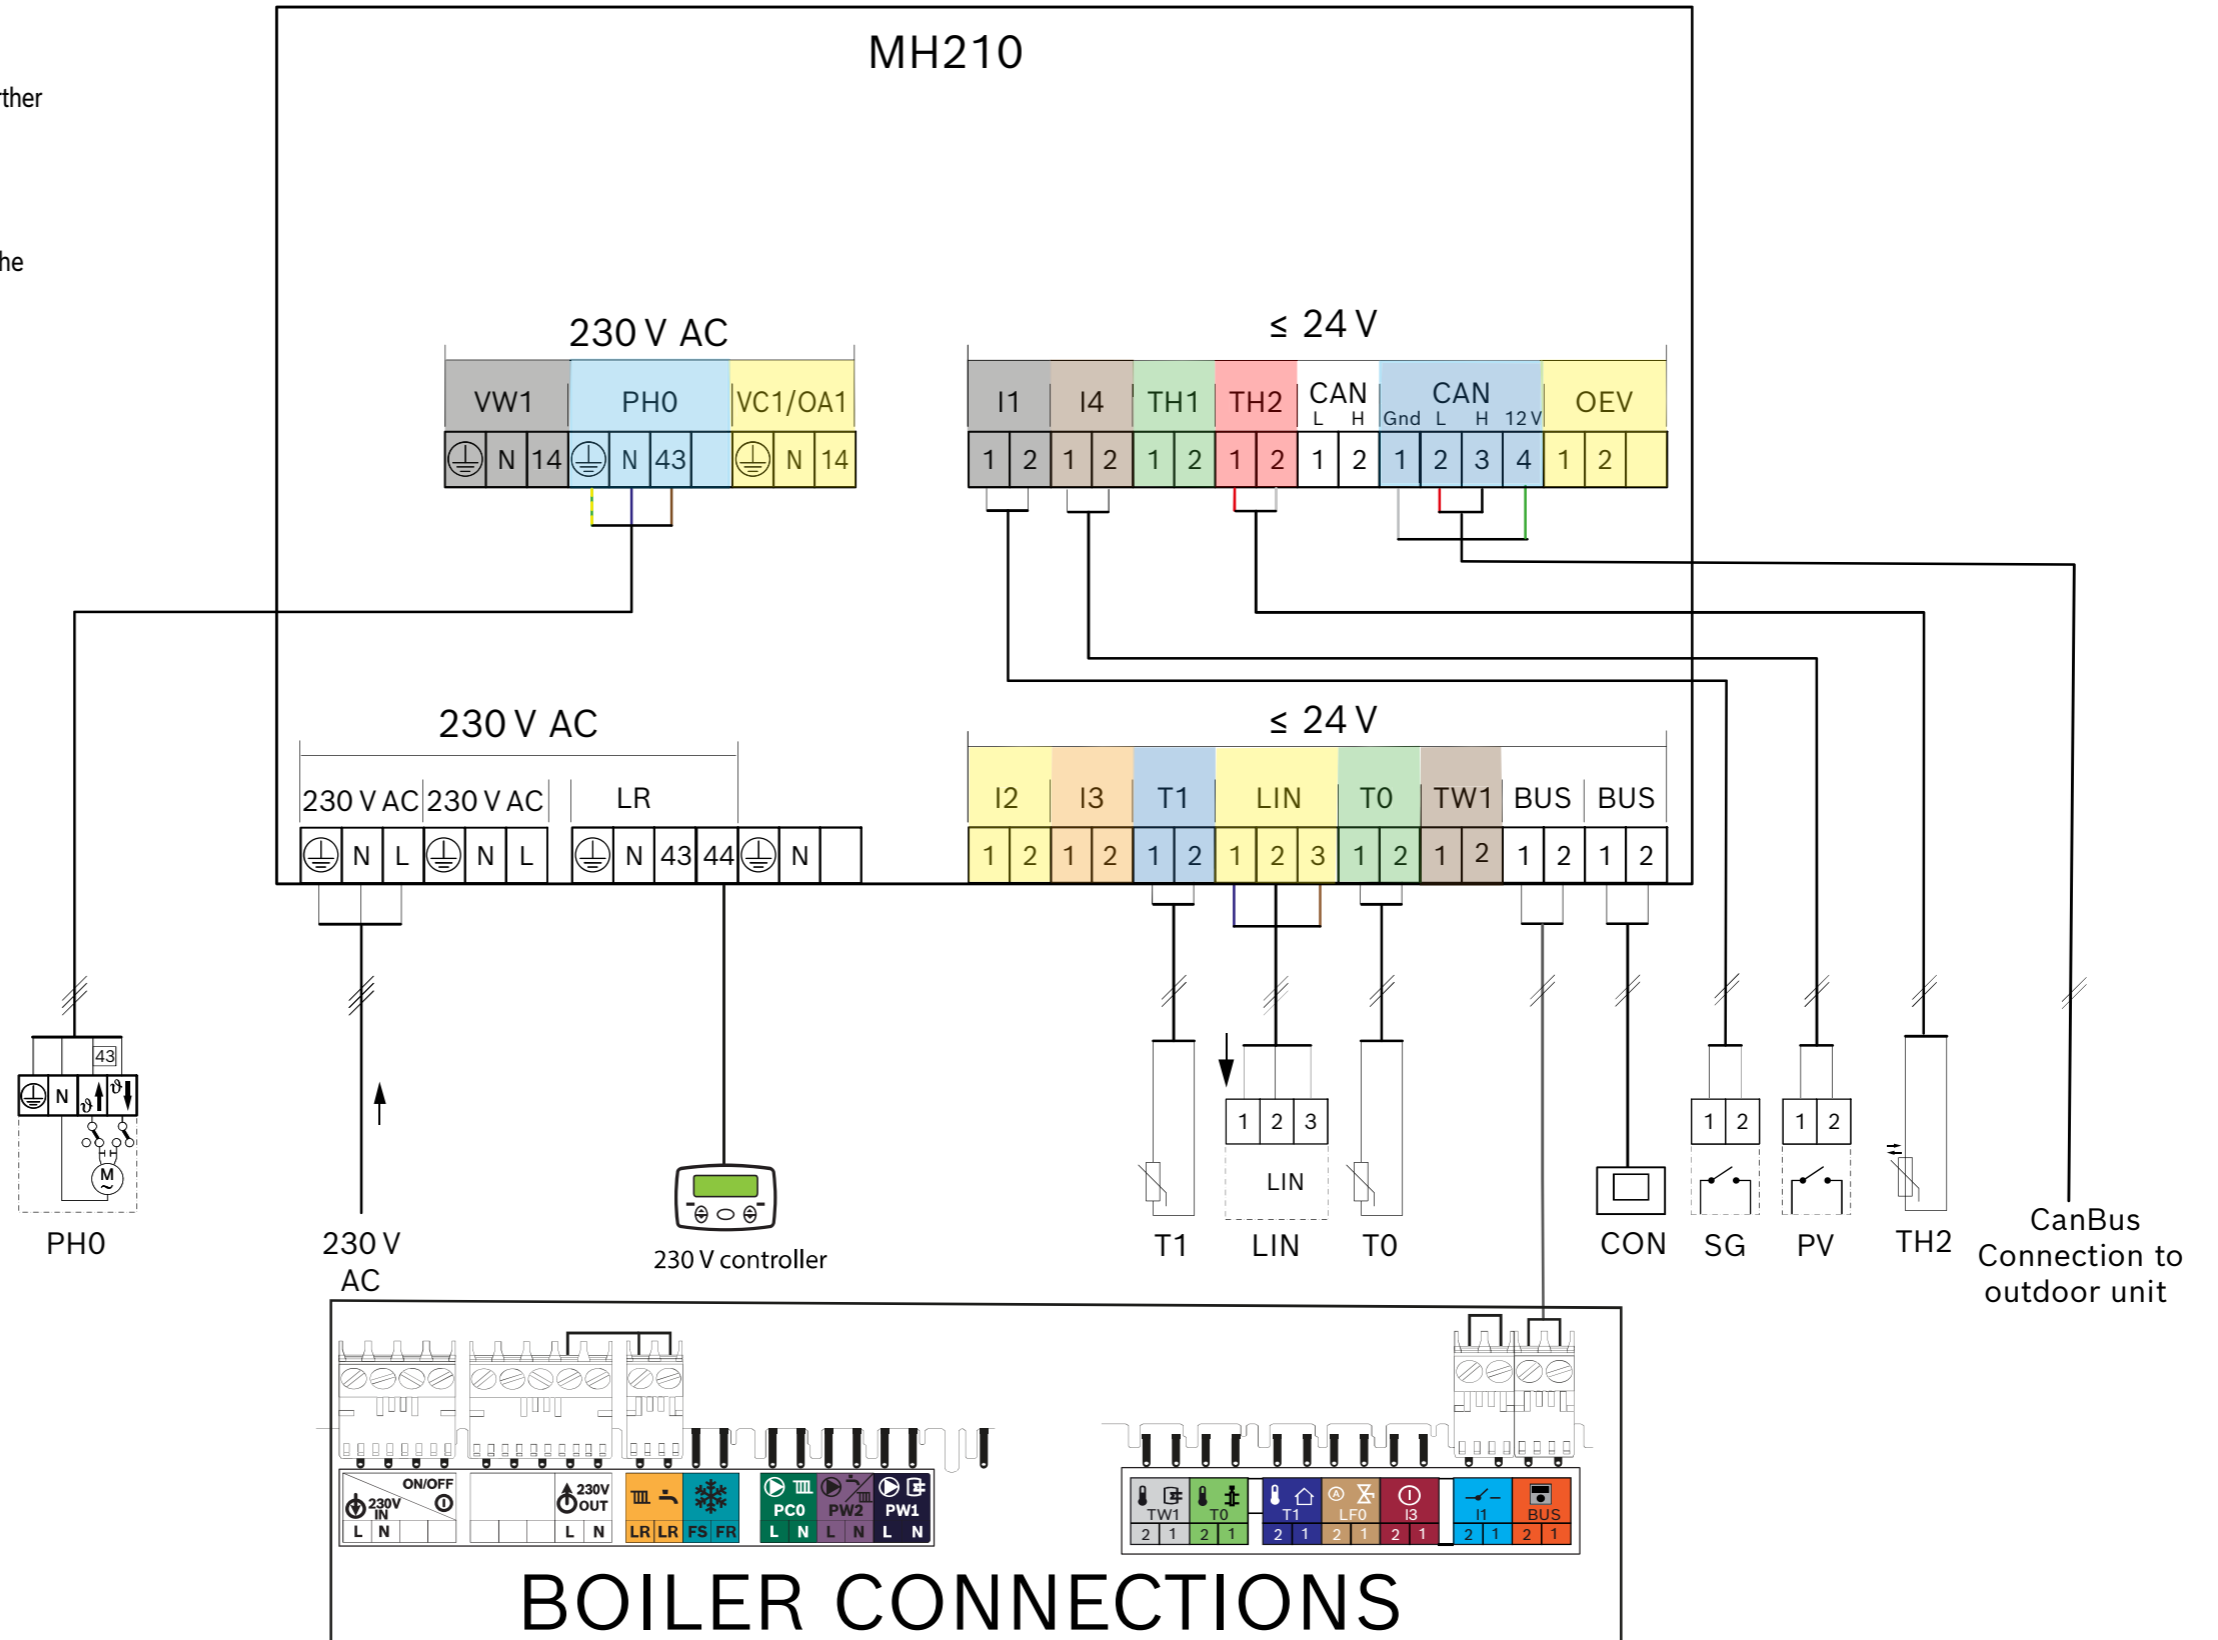 MH210
rther
he
230 V AC
≤ 24 V
VW1 PH0 VC1/OA1
N 14 N 43 N 14
I1 I4 TH1 TH2 CAN CAN OEV
L H Gnd L H 12 V
1 2 1 2 1 2 1 2 1 2 1 2 3 4 1 2
230 V AC
≤ 24 V
230 V AC 230 V AC LR
N L N L N 43 44 N
I2 I3 T1 LIN T0 TW1 BUS BUS
1 2 1 2 1 2 1 2 3 1 2 1 2 1 2 1 2
43
N ϑ ϑ
M
~
PH0
230 V
AC
230 V controller
T1
1 2 3
LIN
LIN
T0
CON
1 2
SG
1 2
PV
TH2
CanBus
Connection to
outdoor unit
ON/OFF
230V
IN
L N
230V
OUT
L N
LR LR FS FR
PC0 PW2 PW1
L N L N L N
A
TW1 T0 T1 LF0 I3 I1 BUS
2 1 2 1 2 1 2 1 2 1 2 1 2 1
BOILER CONNECTIONS